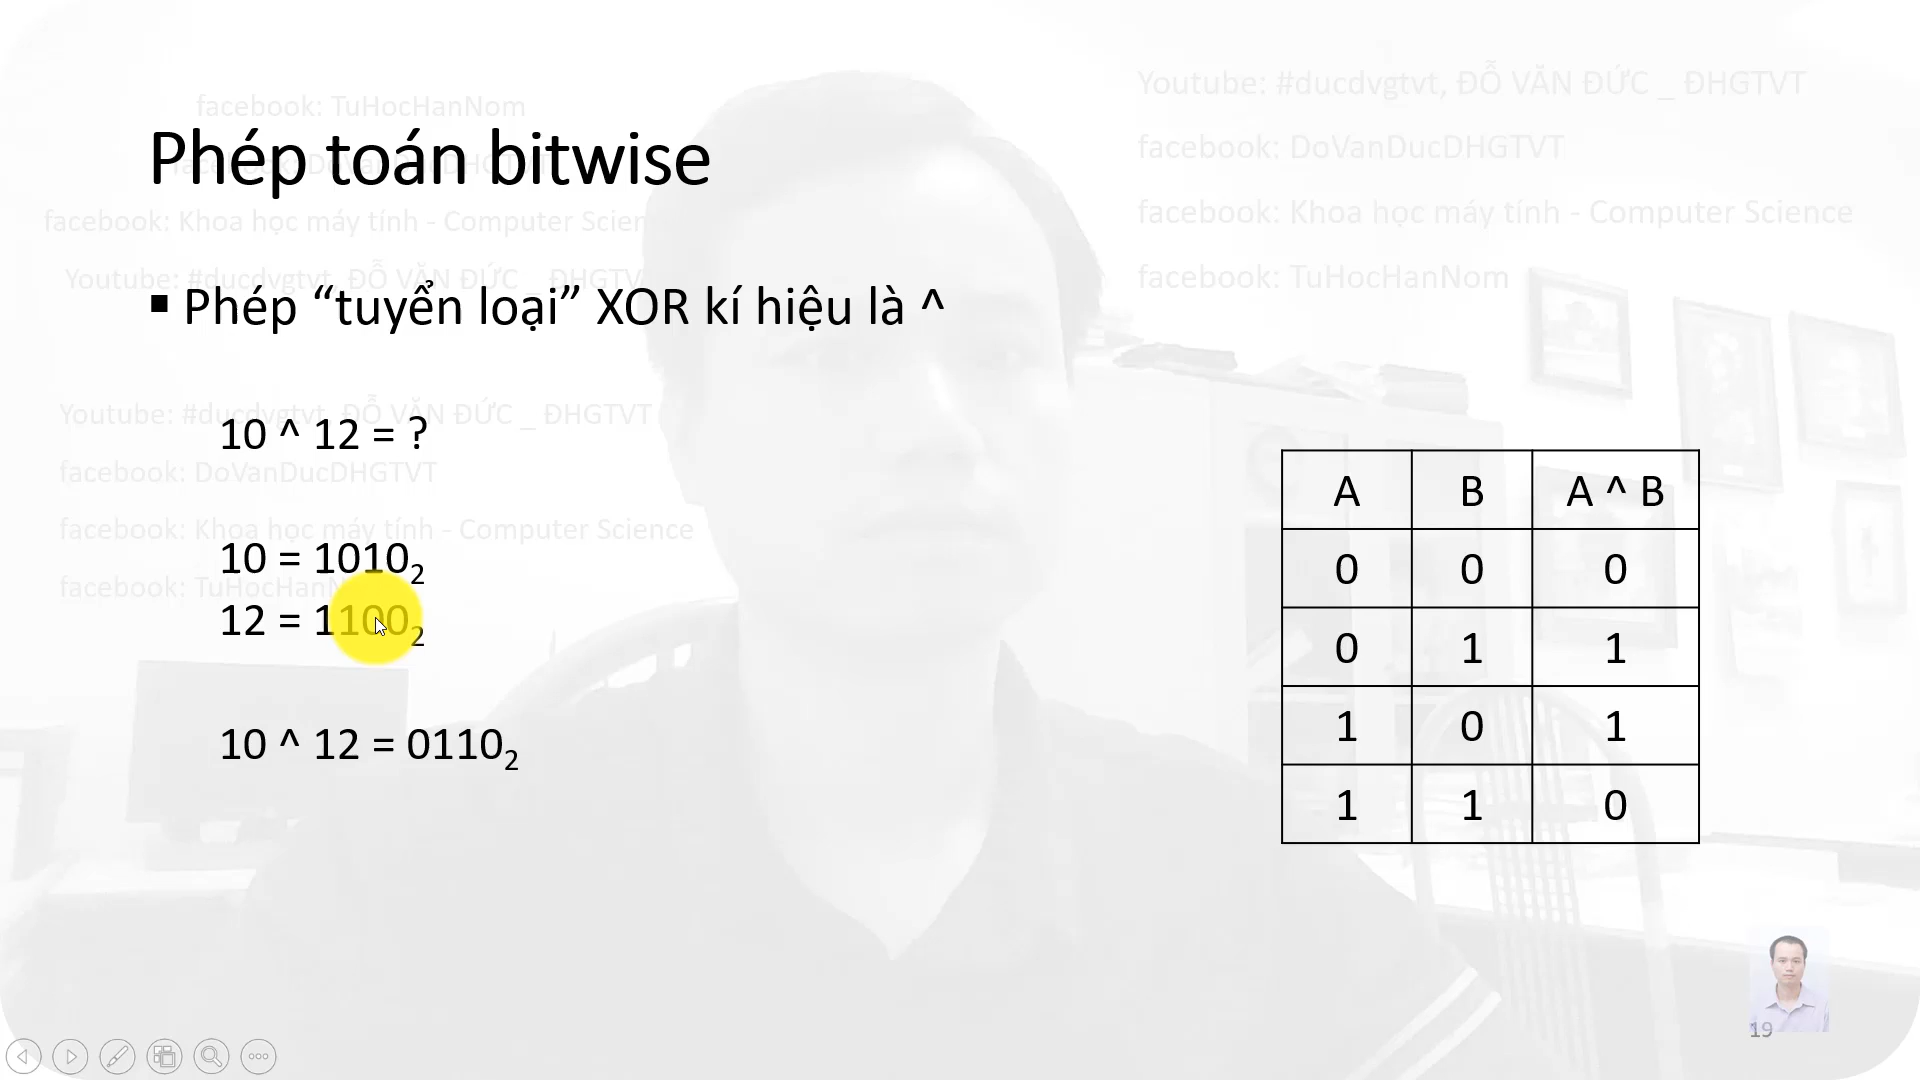 facebook: TuHocHanNom
Phép toán bitwise
facebook: Khoa học máy tính - Computer Scien
Youtube: #ducdvgtvt, ĐỖ VĂN ĐỨC _ ĐHGTV
Youtube: #ducdvgtvt, ĐỖ VĂN ĐỨC _ ĐHGTVT
facebook: DoVanDucDHGTVT
facebook: Khoa học máy tính - Computer Science
facebook: TuHocHanNom
▪ Phép “tuyển loại” XOR kí hiệu là ^
Youtube: #ducdvgtvt, ĐỖ VĂN ĐỨC _ ĐHGTVT
10 ^ 12 = ?
facebook: DoVanDucDHGTVT
facebook: Khoa học máy tính - Computer Science
10 = 1010₂
facebook: TuHocHanN
12 = 1100₂
10 ^ 12 = 0110₂
A B A ^ B
0 0 0
0 1 1
1 0 1
1 1 0
19